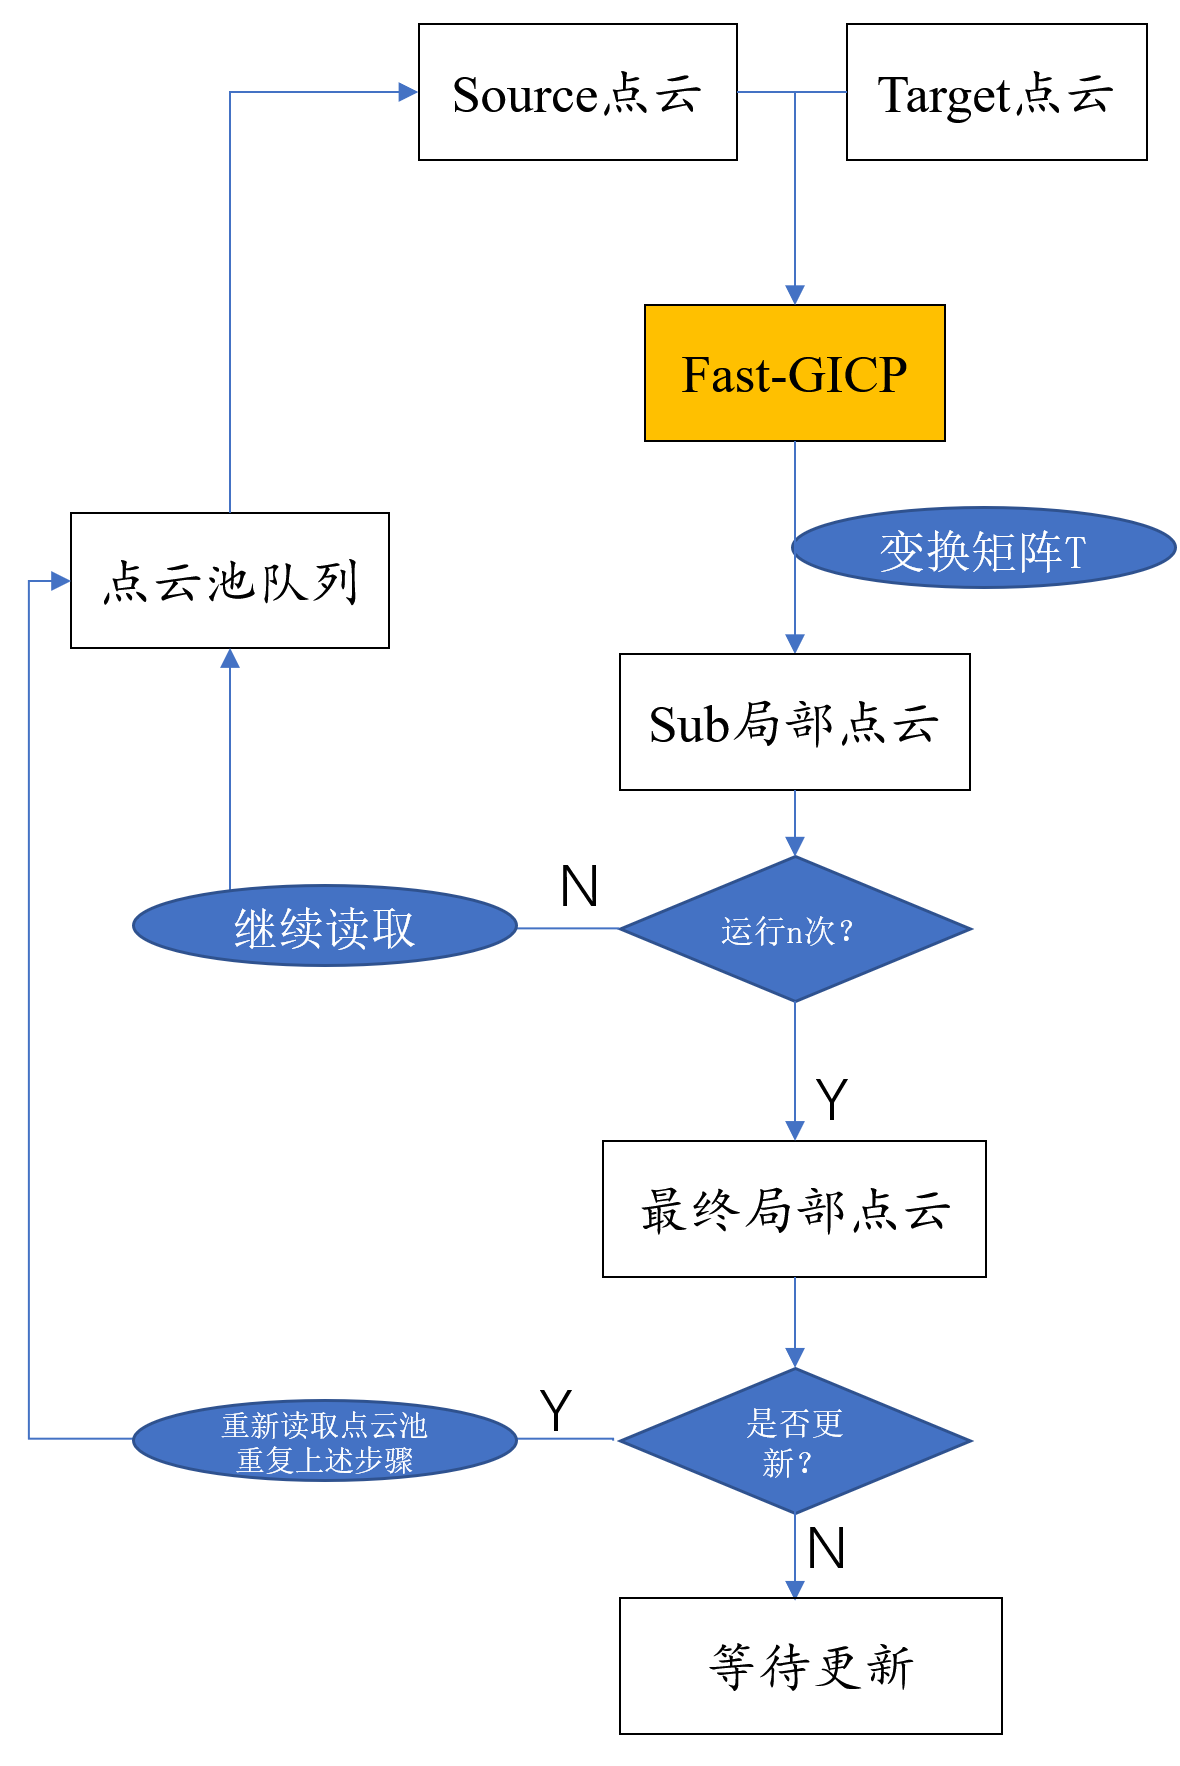 Source点云
Target点云
Fast-GICP
变换矩阵T
点云池队列
Sub局部点云
N
继续读取
运行n次？
Y
最终局部点云
Y
重新读取点云池
重复上述步骤
是否更
新？
N
等待更新